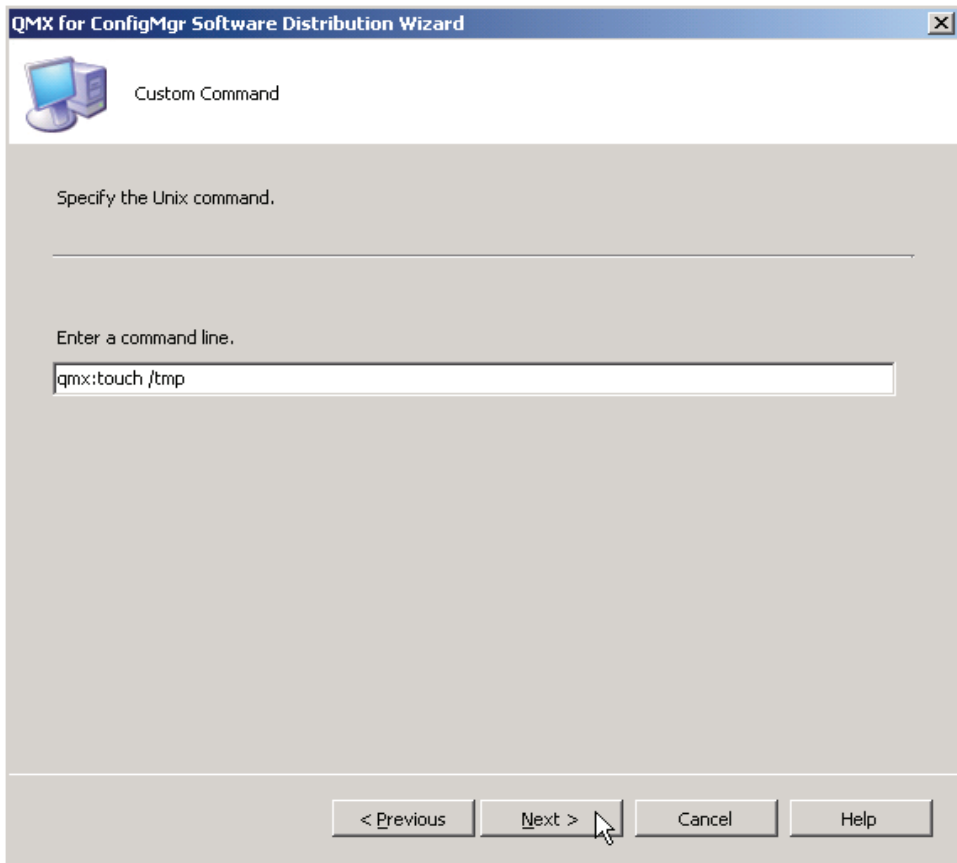 QMX for ConfigMgr Software Distribution Wizard
Custom Command
Specify the Unix command.
Enter a command line.
qmx:touch /tmp
< Previous
Next >
Cancel
Help